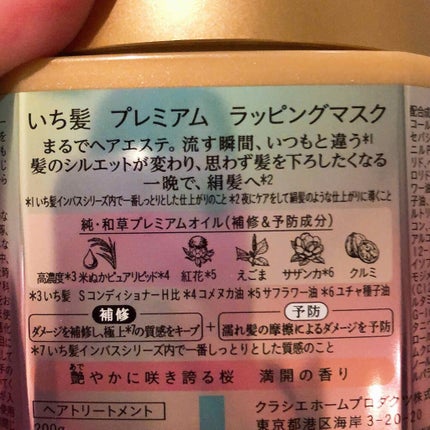 いち髪 プレミアム ラッピングマスク
まるでヘアエステ。流す瞬間、いつもと違う*1
髪のシルエットが変わり、思わず髪を下ろしたくなる
一晩で、絹髪へ*2
*1 いち髪インバスシリーズ内で一番しっとりとした仕上がりのこと *2 夜にケアをして絹髪のような仕上がりに導くこと
純・和草プレミアムオイル(補修&予防成分)
高濃度*3 米ぬかピュアリピッド*4 紅花*5 えごま サザンカ*6 クルミ
*3 いち髪 Sコンディショナー H比 *4 コメヌカ油 *5 サフラワー油 *6 ユチャ種子油
補修 予防
ダメージを補修し、極上*7の質感をキープ + 濡れ髪の摩擦によるダメージを予防
*7 いち髪インバスシリーズ内で一番しっとりとした質感のこと
艶やかに咲き誇る桜 満開の香り
あで
ヘアトリートメント
200g
クラシエホームプロダクツ株式
東京都港区海岸3-20-20